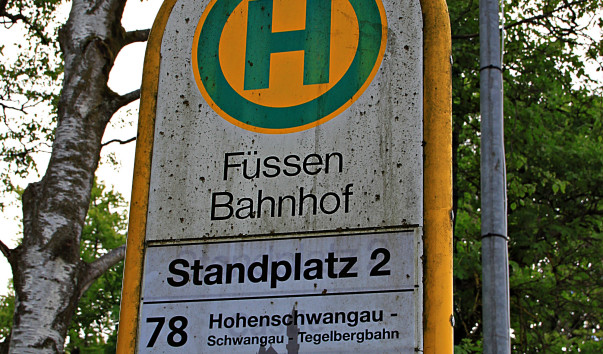 H
Füssen
Bahnhof
Standplatz 2
78 Hohenschwangau -
Schwangau - Tegelbergbahn